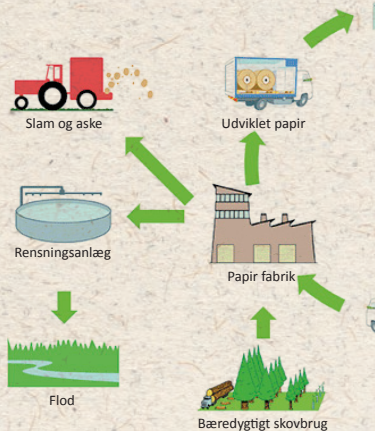 Slam og aske
Udviklet papir
Rensningsanlæg
Papir fabrik
Flod
Bæredygtigt skovbrug